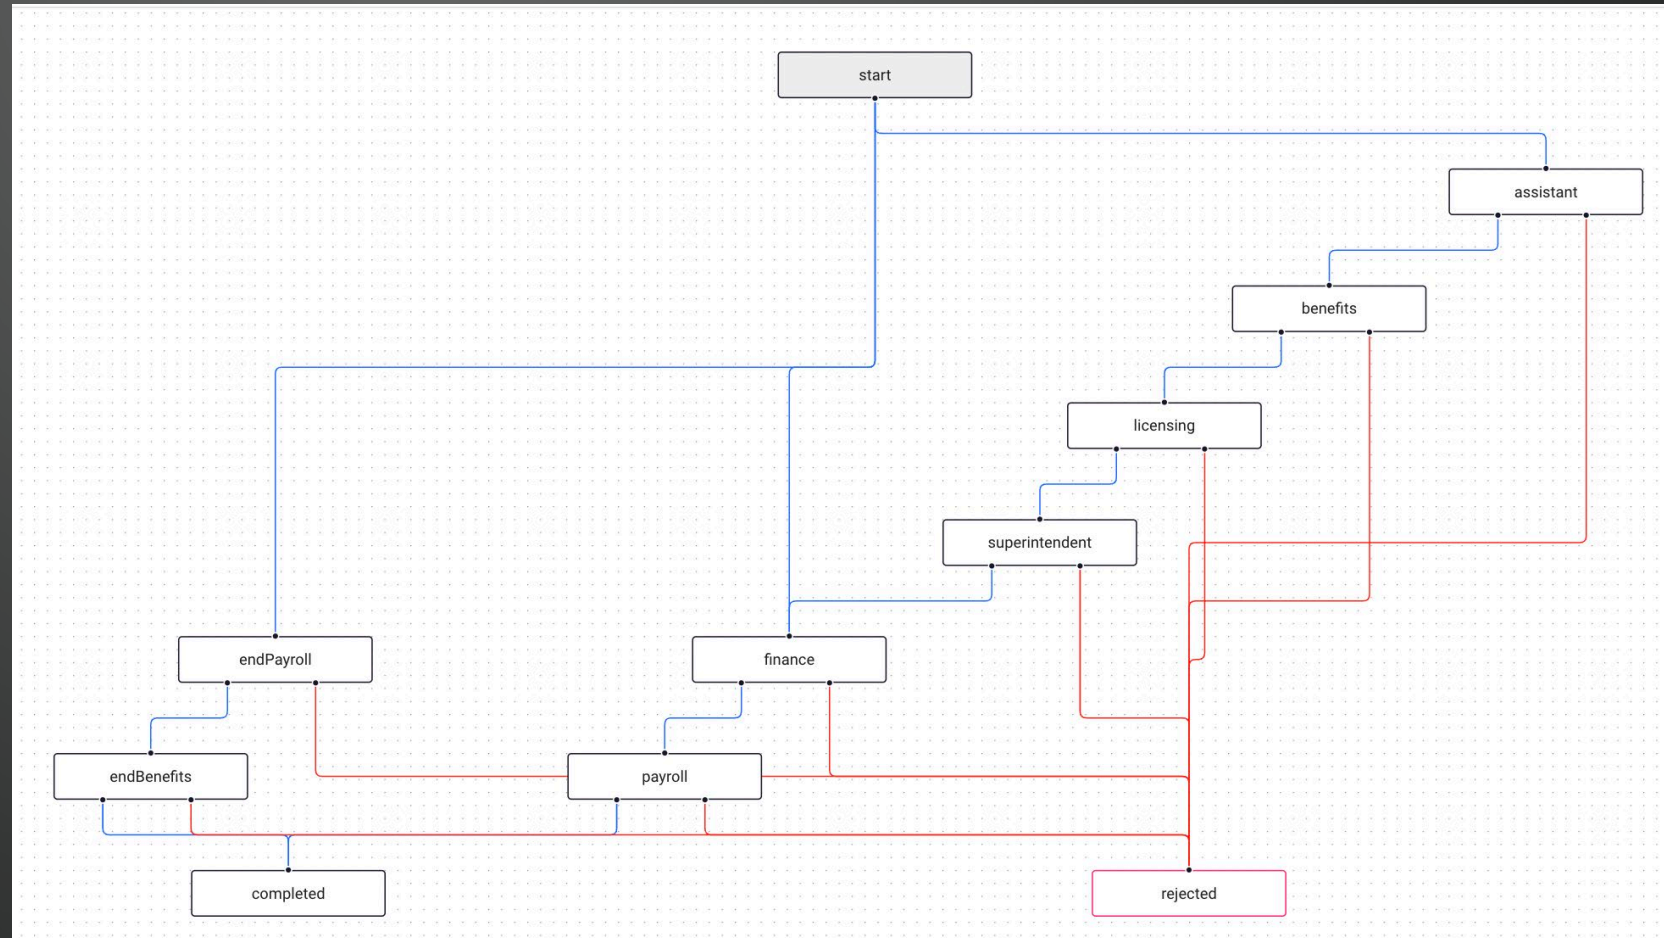 start
assistant
benefits
licensing
superintendent
endPayroll
finance
endBenefits
payroll
completed
rejected